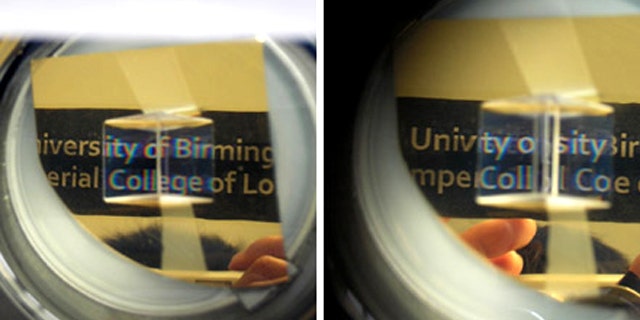 niversity of Birming
erial College of Lo
Univty o sity Bir
mpe Coll Coe